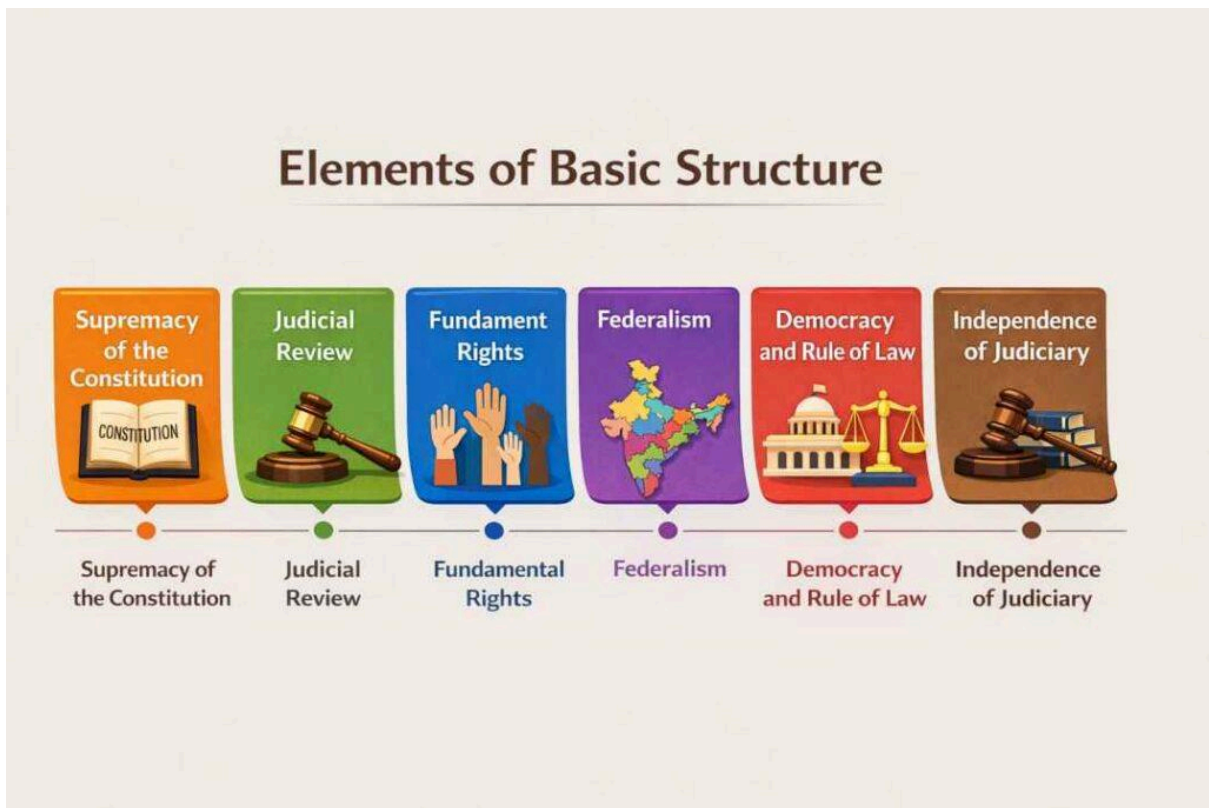 Elements of Basic Structure
Supremacy
of the
Constitution
CONSTITUTION
Judicial
Review
Fundament
Rights
Federalism
Democracy
and Rule of Law
Independence
of Judiciary
Supremacy of
the Constitution
Judicial
Review
Fundamental
Rights
Federalism
Democracy
and Rule of Law
Independence
of Judiciary